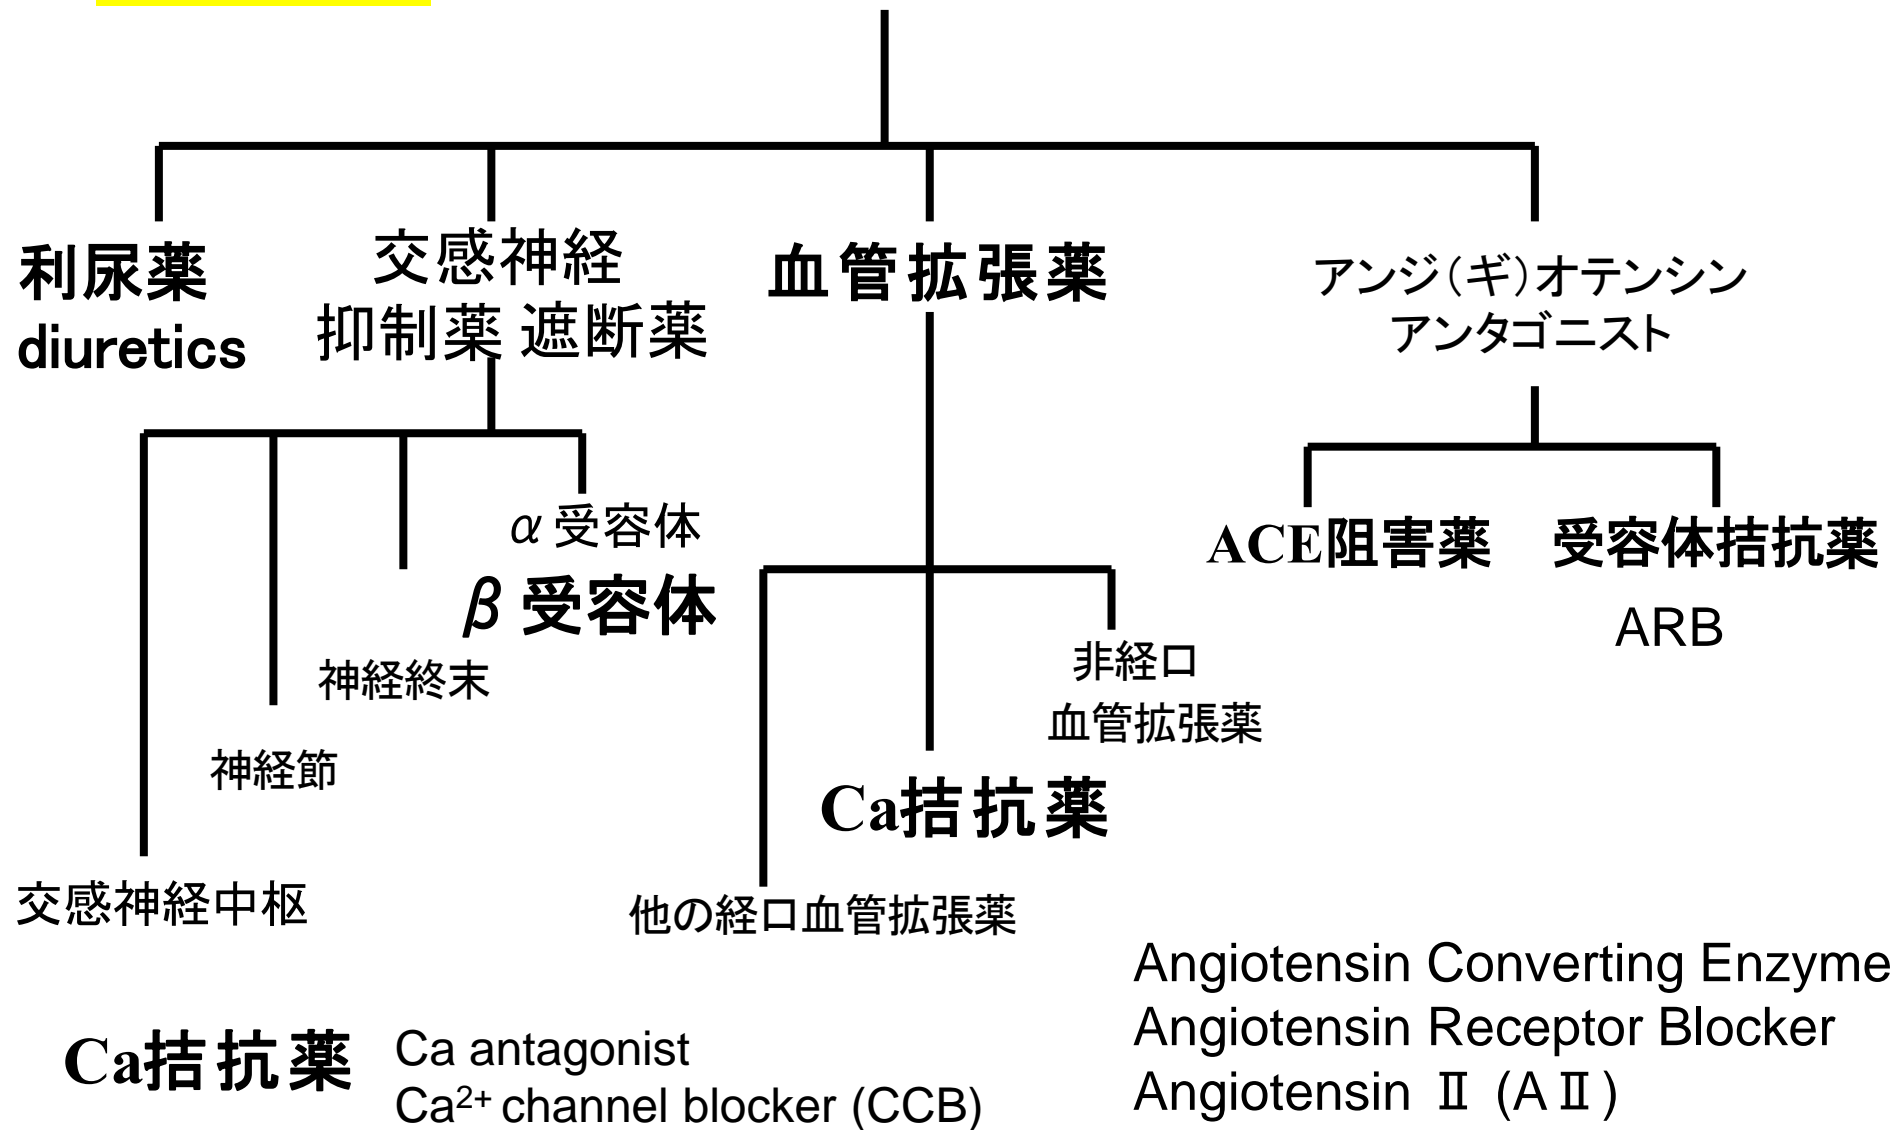 利尿薬
diuretics
交感神経
抑制薬 遮断薬
血管拡張薬
アンジ(ギ)オテンシン
アンタゴニスト
α受容体
β受容体
神経終末
神経節
交感神経中枢
非経口
血管拡張薬
Ca拮抗薬
他の経口血管拡張薬
ACE阻害薬
受容体拮抗薬
ARB
Ca拮抗薬
Ca antagonist
Ca²⁺ channel blocker (CCB)
Angiotensin Converting Enzyme
Angiotensin Receptor Blocker
Angiotensin Ⅱ (AⅡ)